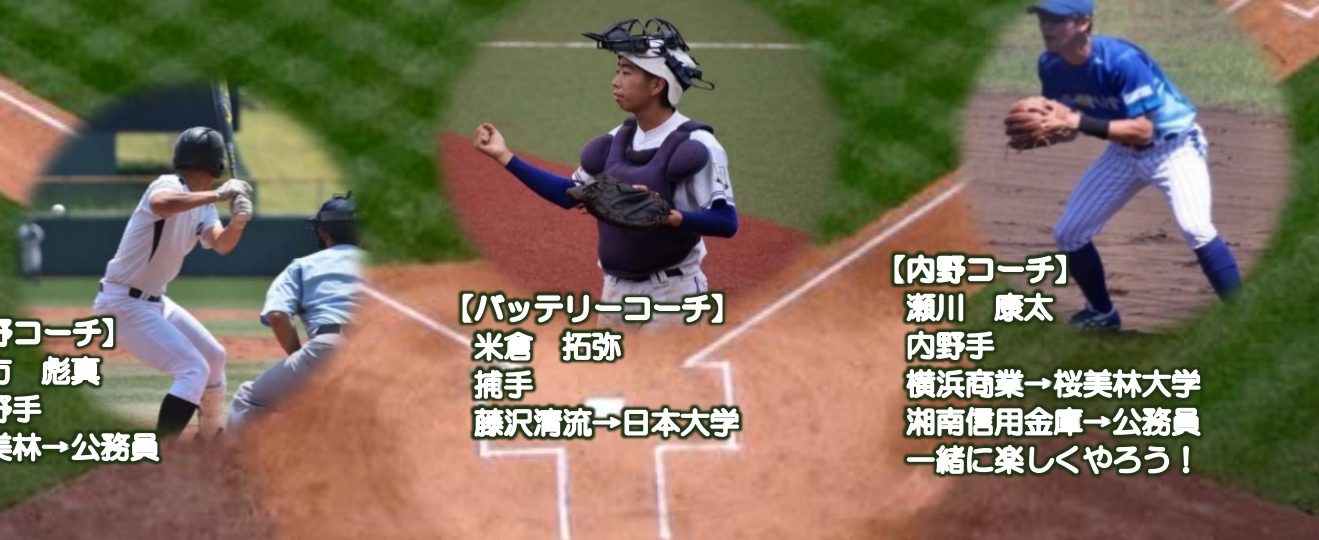 野コーチ】
彪真
野手
美林→公務員
【バッテリーコーチ】
米倉　拓弥
捕手
藤沢清流→日本大学
【内野コーチ】
瀬川　康太
内野手
横浜商業→桜美林大学
湘南信用金庫→公務員
一緒に楽しくやろう！